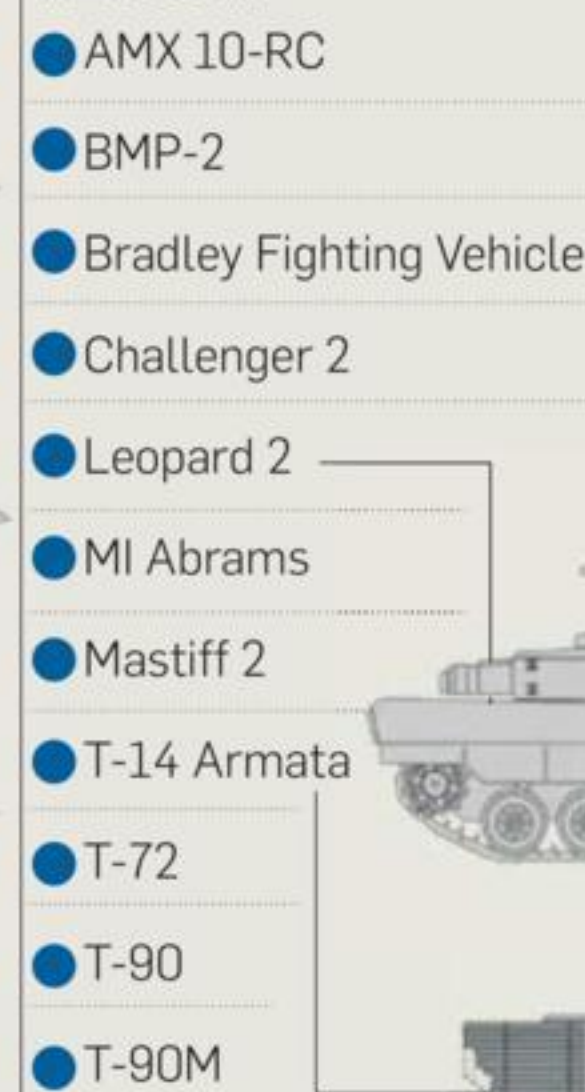 AMX 10-RC
BMP-2
Bradley Fighting Vehicle
Challenger 2
Leopard 2
MI Abrams
Mastiff 2
T-14 Armata
T-72
T-90
T-90M